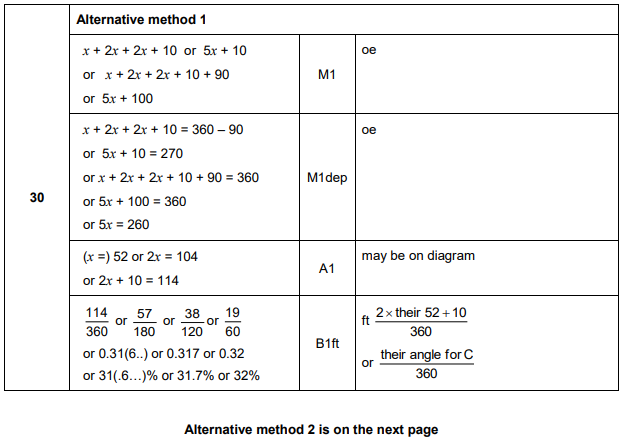 Alternative method 1
30
x + 2x + 2x + 10 or 5x + 10
or x + 2x + 2x + 10 + 90
or 5x + 100
M1
oe
x + 2x + 2x + 10 = 360 – 90
or 5x + 10 = 270
or x + 2x + 2x + 10 + 90 = 360
or 5x + 100 = 360
or 5x = 260
M1dep
oe
(x =) 52 or 2x = 104
or 2x + 10 = 114
A1
may be on diagram
114/360 or 57/180 or 38/120 or 19/60
or 0.31(6..) or 0.317 or 0.32
or 31(.6…)% or 31.7% or 32%
B1ft
ft 2 × their 52 + 10/360
or their angle for C/360
Alternative method 2 is on the next page